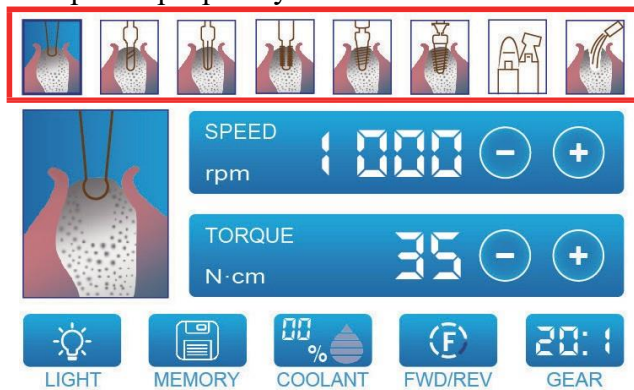 SPEED
rpm
1000
TORQUE
N·cm
35
00
%
F
20:1
LIGHT
MEMORY
COOLANT
FWD/REV
GEAR